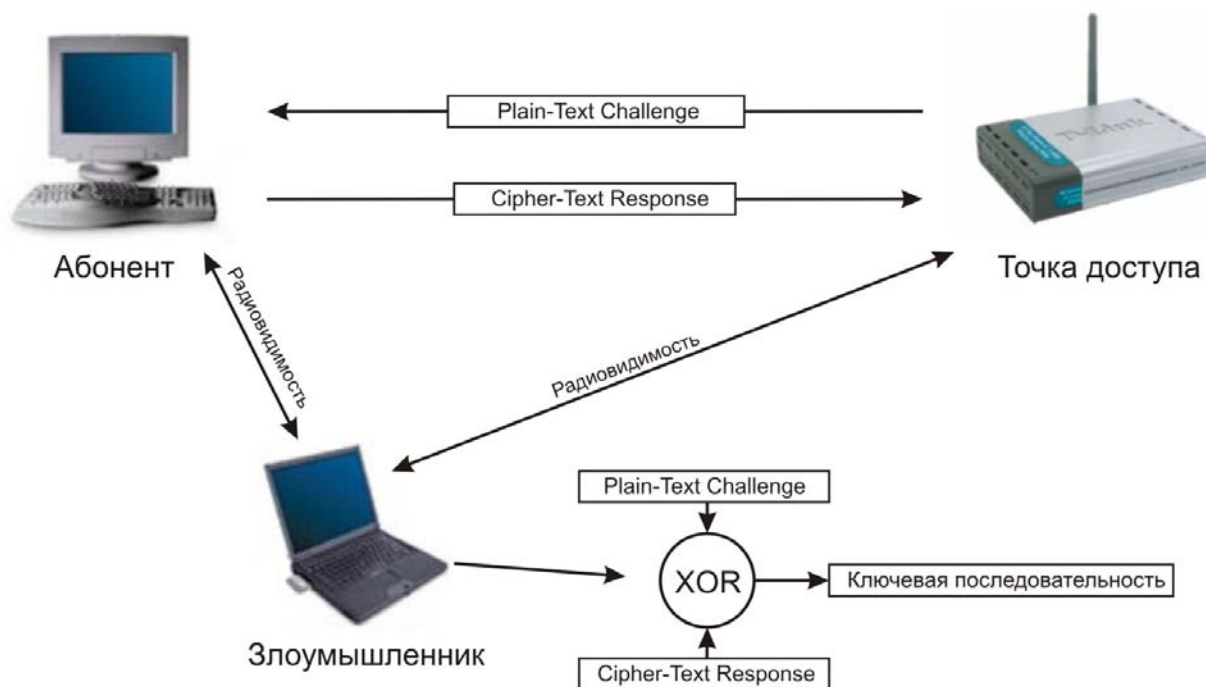 Plain-Text Challenge
Cipher-Text Response
Абонент
Точка доступа
Радиовидимость
Радиовидимость
Plain-Text Challenge
XOR
Ключевая последовательность
Злоумышленник
Cipher-Text Response